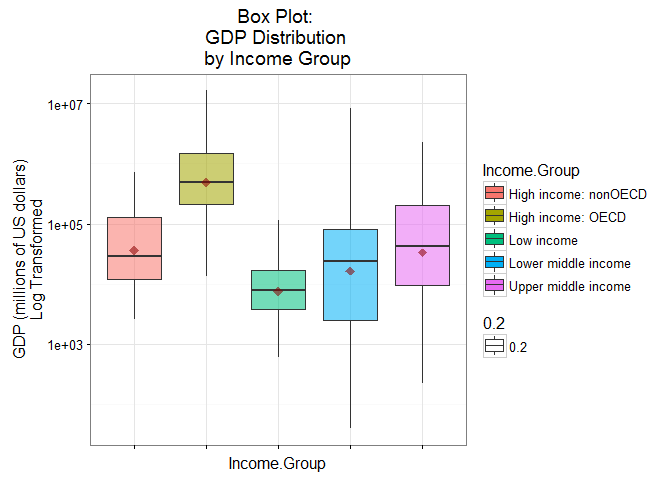 Box Plot:
GDP Distribution
by Income Group
GDP (millions of US dollars)
Log Transformed
1e+07
1e+05
1e+03
Income.Group
Income.Group
High income: nonOECD
High income: OECD
Low income
Lower middle income
Upper middle income
0.2
0.2